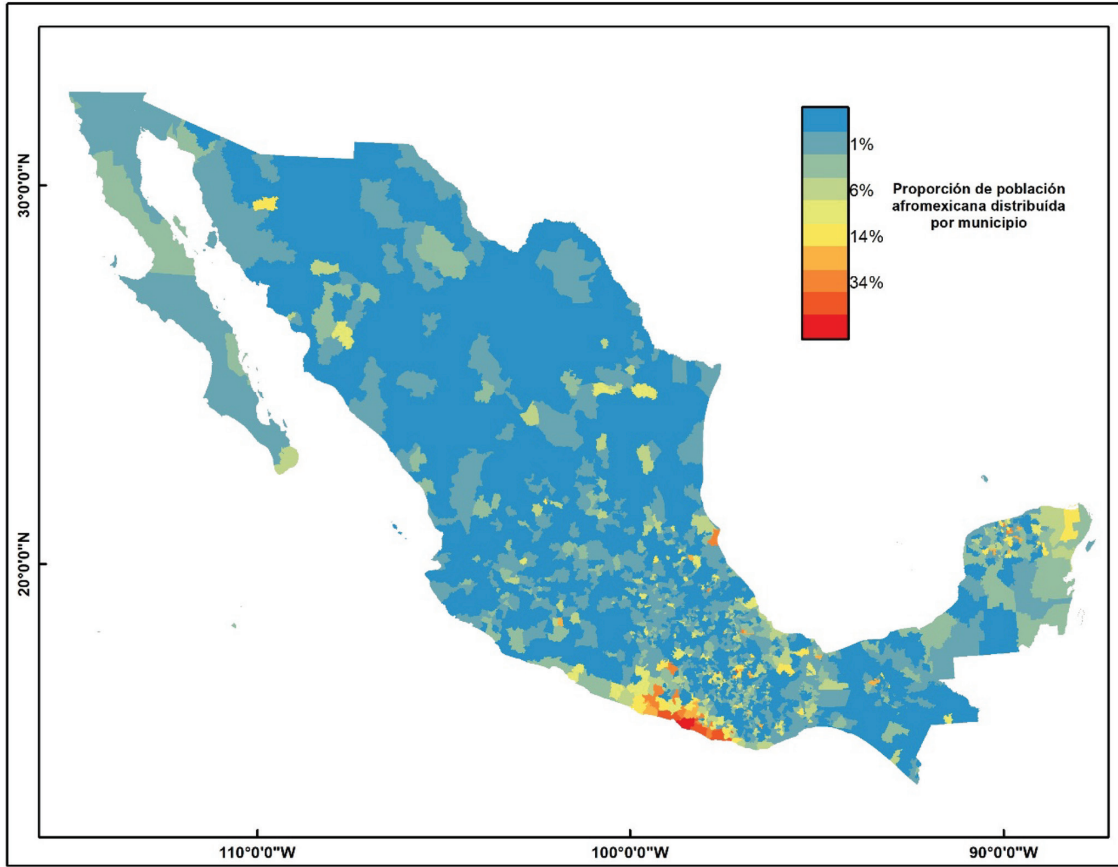 1%
6%
14%
34%
Proporción de población
afromexicana distribuída
por municipio
30°0'0"N
20°0'0"N
110°0'0"W
100°0'0"W
90°0'0"W